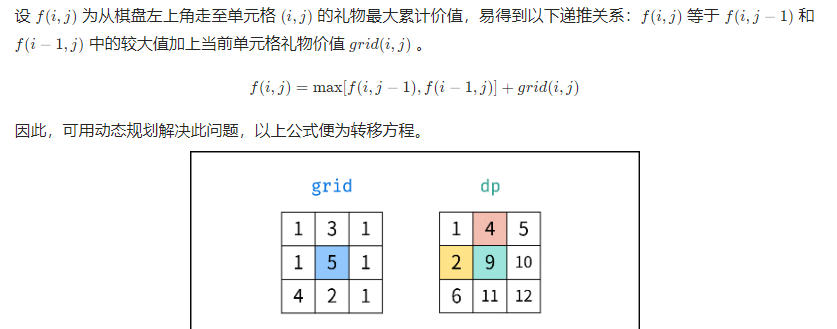 设 f(i,j) 为从棋盘左上角走至单元格 (i,j) 的礼物最大累计价值，易得到以下递推关系：f(i,j) 等于 f(i,j−1) 和
f(i−1,j) 中的较大值加上当前单元格礼物价值 grid(i,j) 。
f(i,j) = max[f(i,j−1),f(i−1,j)] + grid(i,j)
因此，可用动态规划解决此问题，以上公式便为转移方程。
grid dp
1 3 1 1 4 5
1 5 1 2 9 10
4 2 1 6 11 12